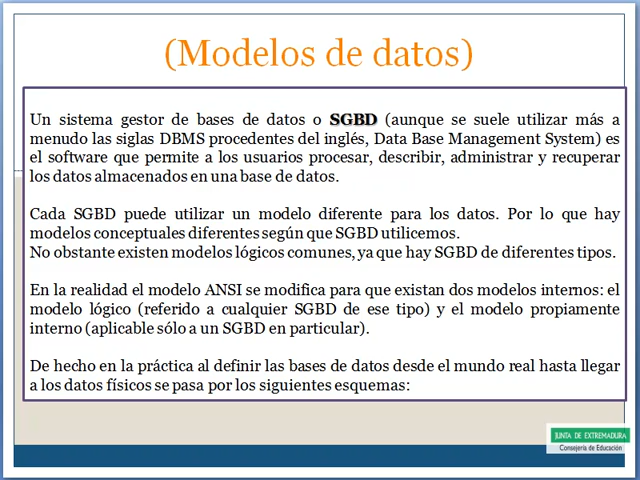 (Modelos de datos)
Un sistema gestor de bases de datos o SGBD (aunque se suele utilizar más a
menudo las siglas DBMS procedentes del inglés, Data Base Management System) es
el software que permite a los usuarios procesar, describir, administrar y recuperar
los datos almacenados en una base de datos.
Cada SGBD puede utilizar un modelo diferente para los datos. Por lo que hay
modelos conceptuales diferentes según que SGBD utilicemos.
No obstante existen modelos lógicos comunes, ya que hay SGBD de diferentes tipos.
En la realidad el modelo ANSI se modifica para que existan dos modelos internos: el
modelo lógico (referido a cualquier SGBD de ese tipo) y el modelo propiamente
interno (aplicable sólo a un SGBD en particular).
De hecho en la práctica al definir las bases de datos desde el mundo real hasta llegar
a los datos físicos se pasa por los siguientes esquemas:
JUNTA DE EXTREMADURA
Consejería de Educación